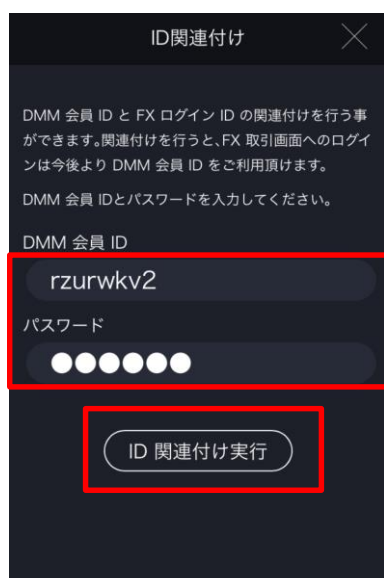 ID関連付け
DMM 会員 ID と FX ログイン ID の関連付けを行う事
ができます。関連付けを行うと、FX 取引画面へのログイ
ンは今後より DMM 会員 ID をご利用頂けます。
DMM 会員 IDとパスワードを入力してください。
DMM 会員 ID
rzurwkv2
パスワード
●●●●●●
ID 関連付け実行